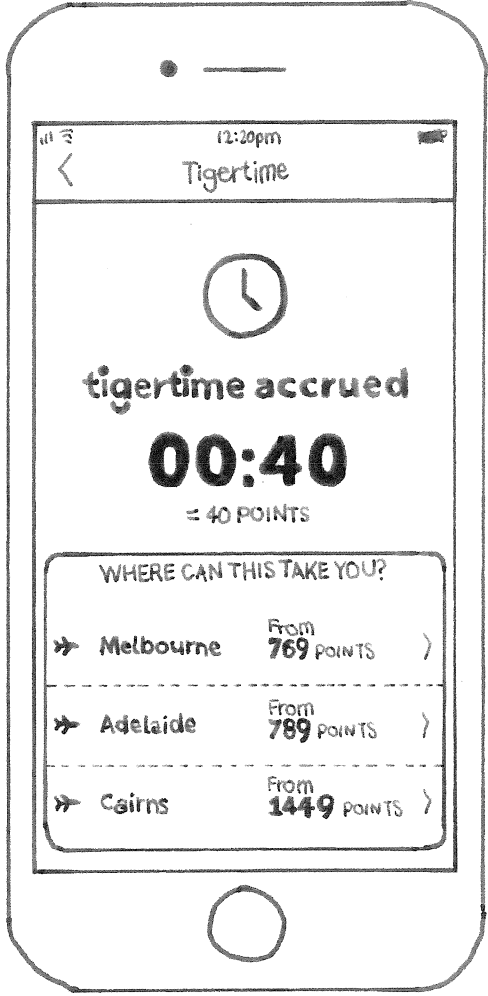 12:20pm
Tigertime
tigertime accrued
00:40
= 40 POINTS
WHERE CAN THIS TAKE YOU?
Melbourne From 769 POINTS
Adelaide From 789 POINTS
Cairns From 1449 POINTS